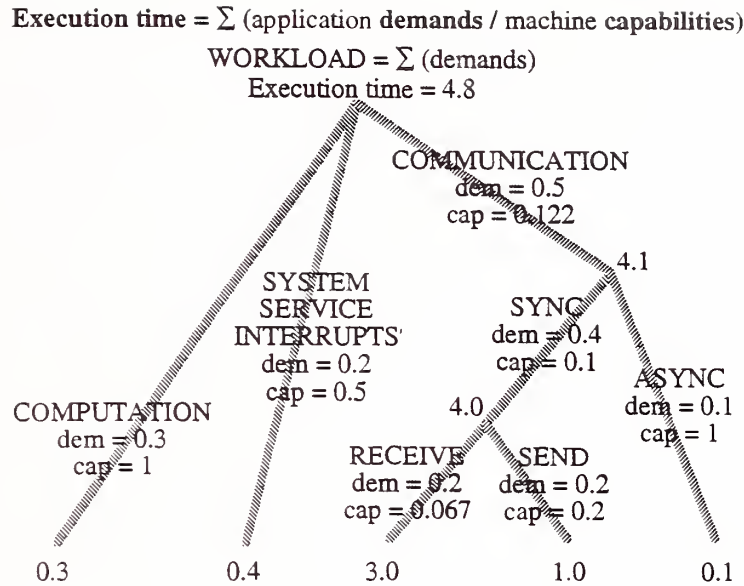 Execution time = ∑ (application demands / machine capabilities)
WORKLOAD = ∑ (demands)
Execution time = 4.8
COMMUNICATION
dem = 0.5
cap = 0.122
4.1
SYSTEM
SERVICE
INTERRUPTS'
dem = 0.2
cap = 0.5
SYNC
dem = 0.4
cap = 0.1
ASYNC
dem = 0.1
cap = 1
COMPUTATION
dem = 0.3
cap = 1
4.0
RECEIVE
dem = 0.2
cap = 0.067
SEND
dem = 0.2
cap = 0.2
0.3
0.4
3.0
1.0
0.1